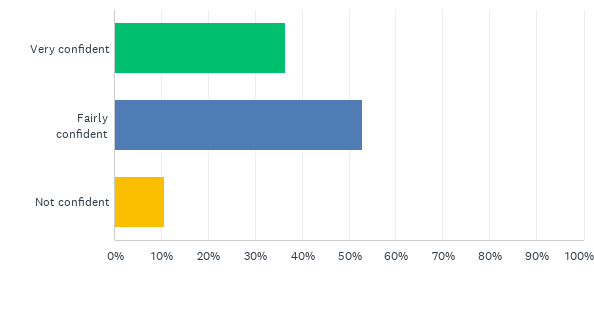 Very confident
Fairly
confident
Not confident
0% 10% 20% 30% 40% 50% 60% 70% 80% 90% 100%